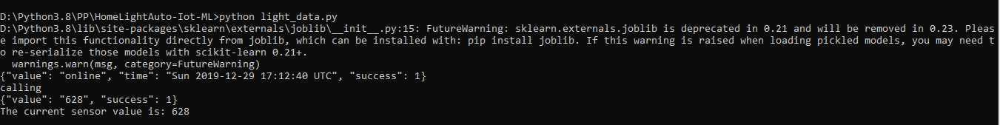 D:\Python3.8\PP\HomeLightAuto-Iot-ML>python light_data.py
D:\Python3.8\lib\site-packages\sklearn\externals\joblib\__init__.py:15: FutureWarning: sklearn.externals.joblib is deprecated in 0.21 and will be removed in 0.23. Pleas
e import this functionality directly from joblib, which can be installed with: pip install joblib. If this warning is raised when loading pickled models, you may need t
o re-serialize those models with scikit-learn 0.21+.
  warnings.warn(msg, category=FutureWarning)
{"value": "online", "time": "Sun 2019-12-29 17:12:40 UTC", "success": 1}
calling
{"value": "628", "success": 1}
The current sensor value is: 628